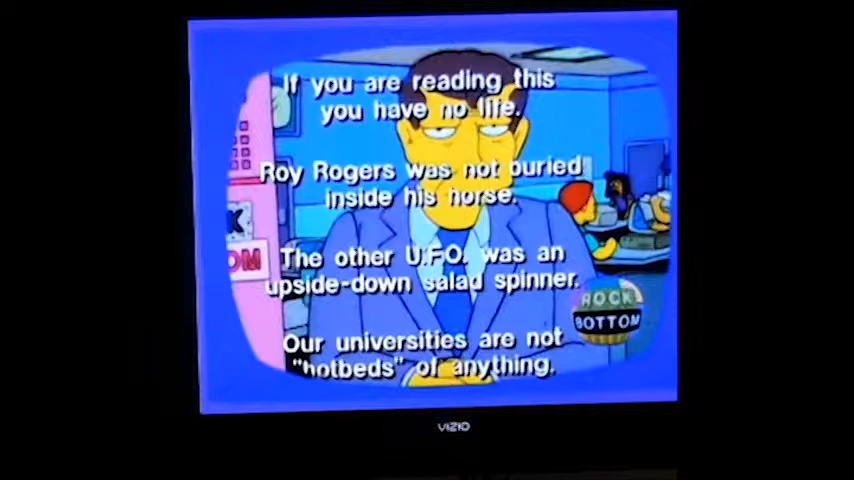 If you are reading this
you have no life.
Roy Rogers was not buried
inside his horse.
The other U.F.O. was an
upside-down salad spinner.
Our universities are not
"hotbeds" of anything.
K
OM
ROCK
BOTTOM
VIZIO